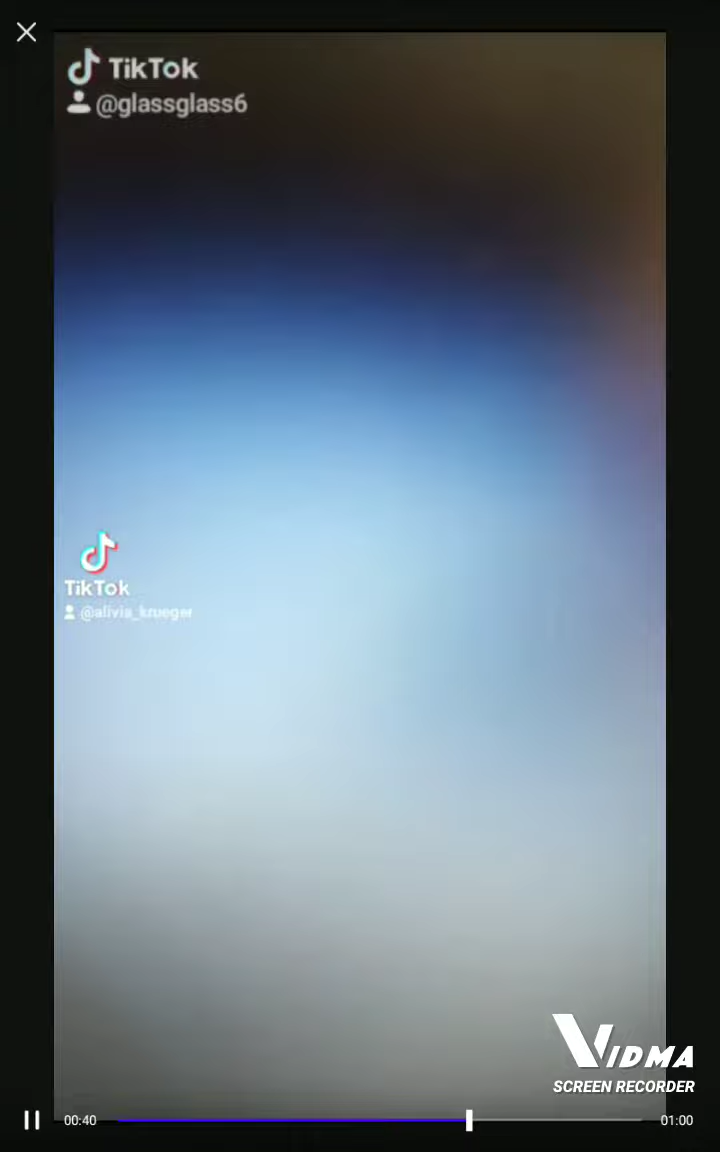 TikTok
@glassglass6
TikTok
@alivia_krueger
VIDMA
SCREEN RECORDER
00:40
01:00